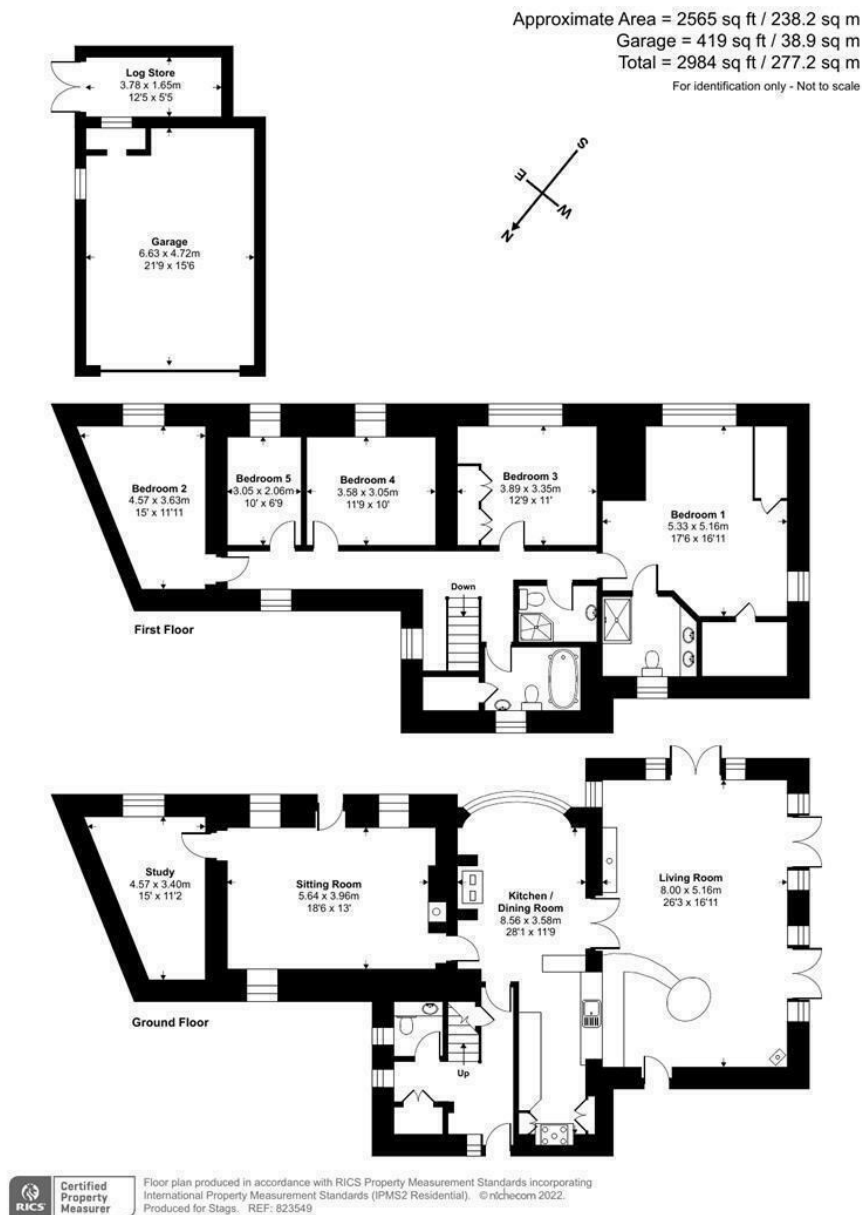 Approximate Area = 2565 sq ft / 238.2 sq m
Garage = 419 sq ft / 38.9 sq m
Total = 2984 sq ft / 277.2 sq m
For identification only - Not to scale
Log Store
3.78 x 1.65m
12'5 x 5'5
S
E
W
N
Garage
6.63 x 4.72m
21'9 x 15'6
Bedroom 2
4.57 x 3.63m
15' x 11'11
Bedroom 5
3.05 x 2.06m
10' x 6'9
Bedroom 4
3.58 x 3.05m
11'9 x 10'
Bedroom 3
3.89 x 3.35m
12'9 x 11'
Bedroom 1
5.33 x 5.16m
17'6 x 16'11
Down
First Floor
Study
4.57 x 3.40m
15' x 11'2
Sitting Room
5.64 x 3.96m
18'6 x 13'
Kitchen /
Dining Room
8.56 x 3.58m
28'1 x 11'9
Living Room
8.00 x 5.16m
26'3 x 16'11
Ground Floor
Up
RICS
Certified
Property
Measurer
Floor plan produced in accordance with RICS Property Measurement Standards incorporating
International Property Measurement Standards (IPMS2 Residential). © nichecom 2022.
Produced for Stags. REF: 823549